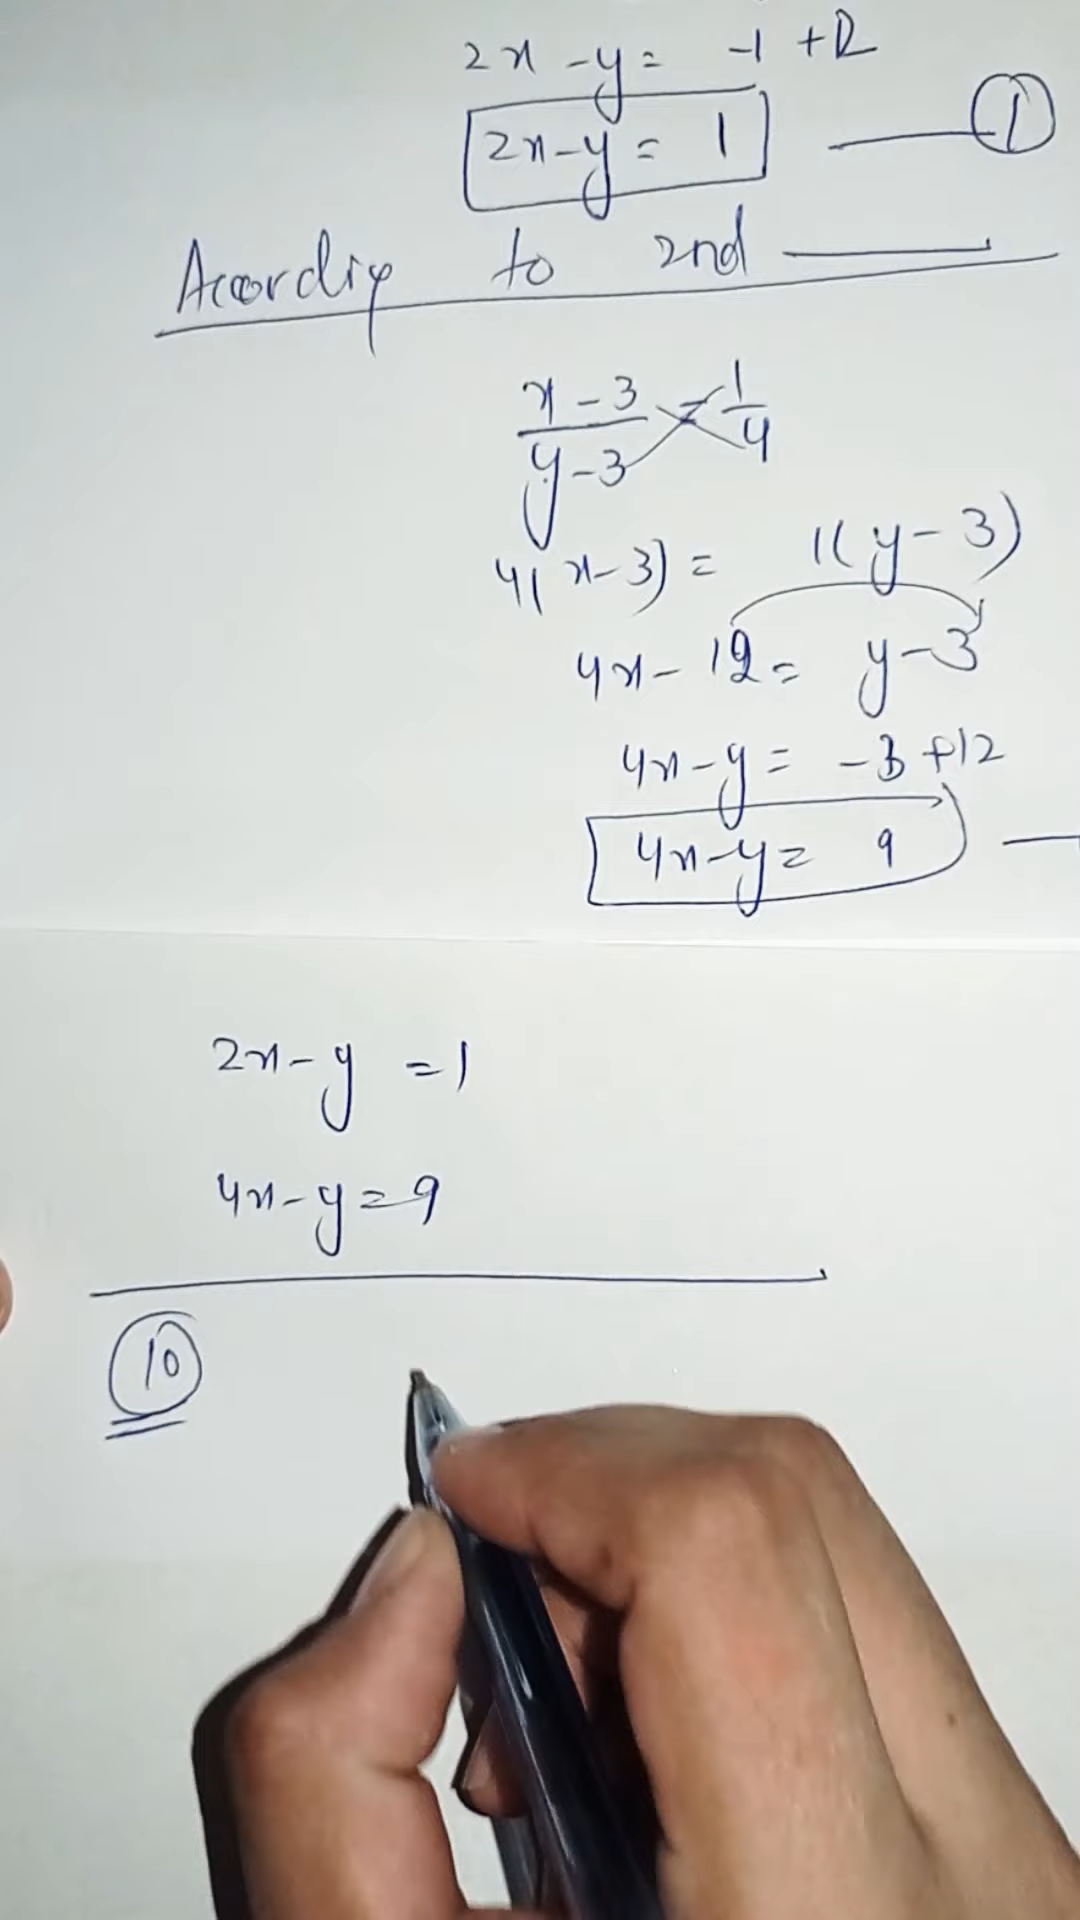 2x - y = -1 + 2
2x - y = 1 ①
Acordig to 2nd
x - 3 / y - 3 = 1 / 4
4(x - 3) = 1(y - 3)
4x - 12 = y - 3
4x - y = -3 + 12
4x - y = 9
2x - y = 1
4x - y = 9
10